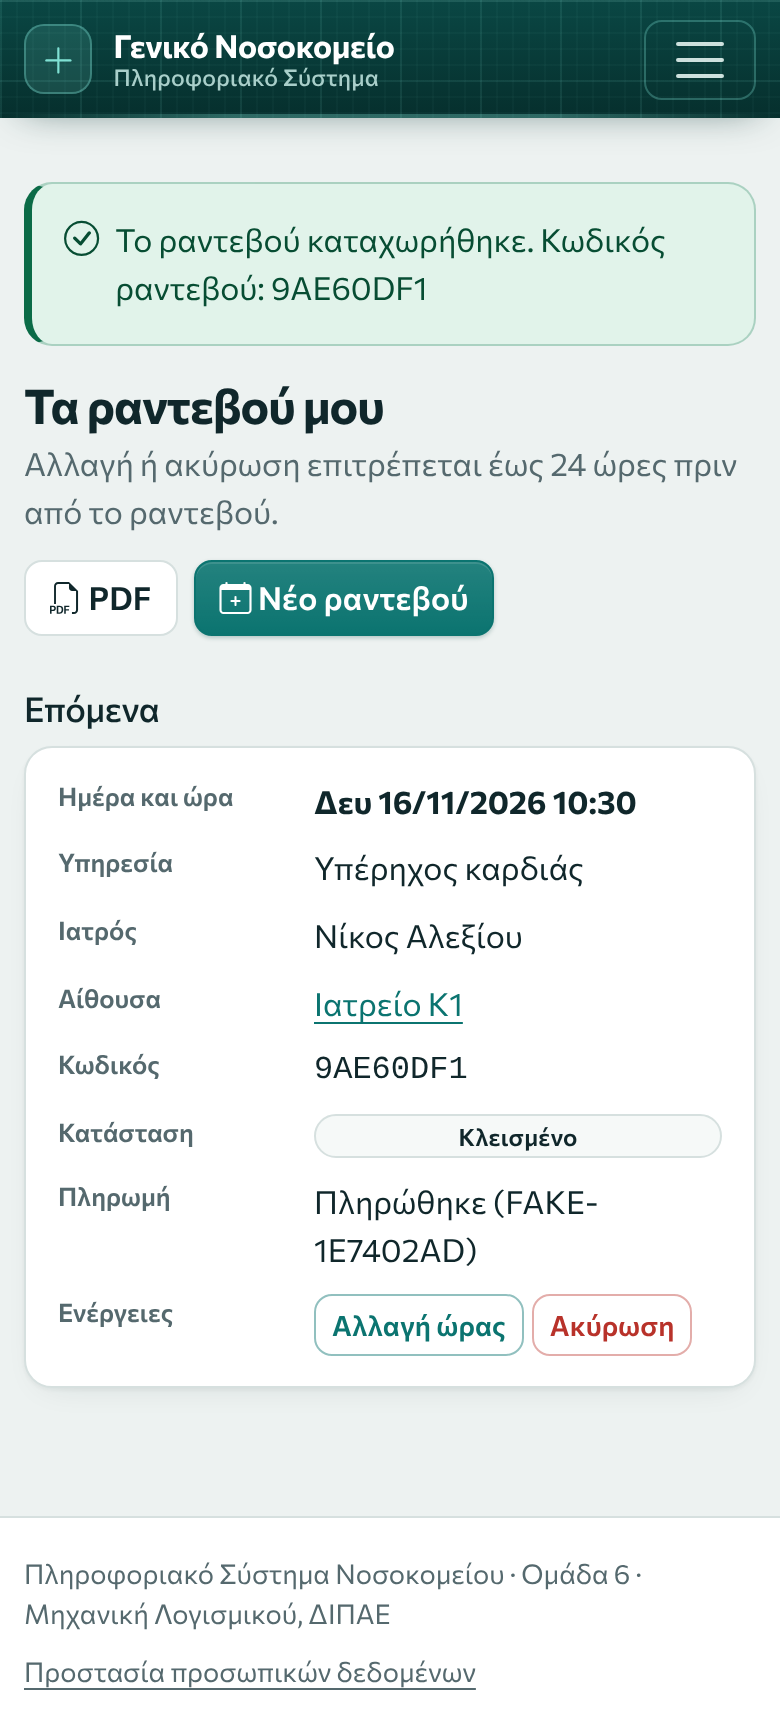 Γενικό Νοσοκομείο
Πληροφοριακό Σύστημα
Το ραντεβού καταχωρήθηκε. Κωδικός
ραντεβού: 9AE60DF1
Τα ραντεβού μου
Αλλαγή ή ακύρωση επιτρέπεται έως 24 ώρες πριν
από το ραντεβού.
PDF PDF
Νέο ραντεβού
Επόμενα
Ημέρα και ώρα Δευ 16/11/2026 10:30
Υπηρεσία Υπέρηχος καρδιάς
Ιατρός Νίκος Αλεξίου
Αίθουσα Ιατρείο Κ1
Κωδικός 9AE60DF1
Κατάσταση Κλεισμένο
Πληρωμή Πληρώθηκε (FAKE-
1E7402AD)
Ενέργειες Αλλαγή ώρας Ακύρωση
Πληροφοριακό Σύστημα Νοσοκομείου · Ομάδα 6 ·
Μηχανική Λογισμικού, ΔΙΠΑΕ
Προστασία προσωπικών δεδομένων